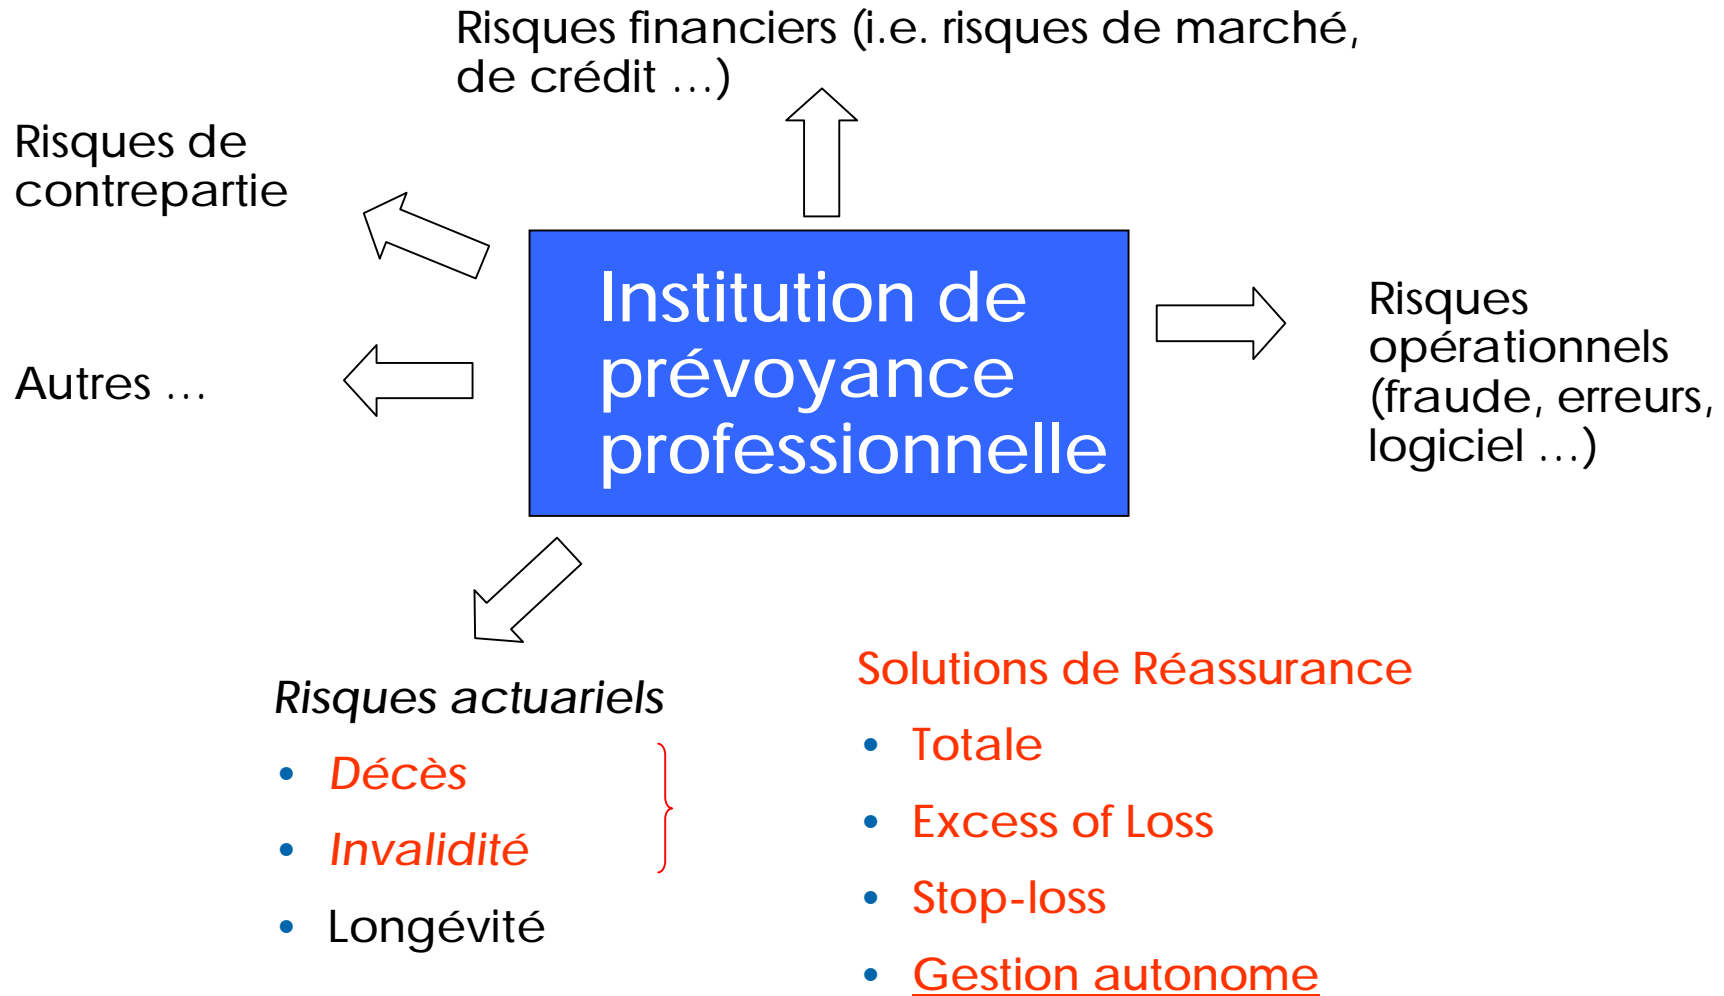 Risques financiers (i.e. risques de marché,
de crédit …)
Risques de
contrepartie
Institution de
prévoyance
professionnelle
Risques
opérationnels
(fraude, erreurs,
logiciel …)
Autres …
Risques actuariels
• Décès
• Invalidité
• Longévité
Solutions de Réassurance
• Totale
• Excess of Loss
• Stop-loss
• Gestion autonome